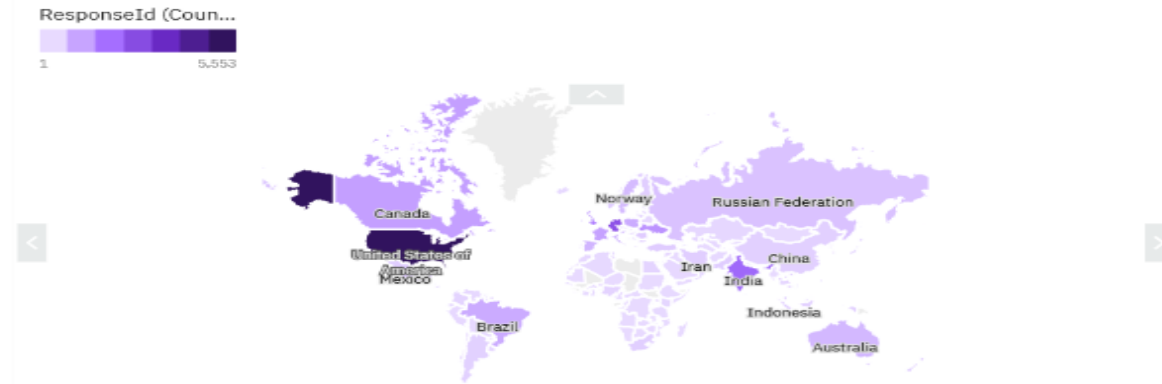 ResponseId (Coun...
1 5,553
Norway
Russian Federation
Canada
United States of
America
Mexico
China
Iran
India
Indonesia
Brazil
Australia